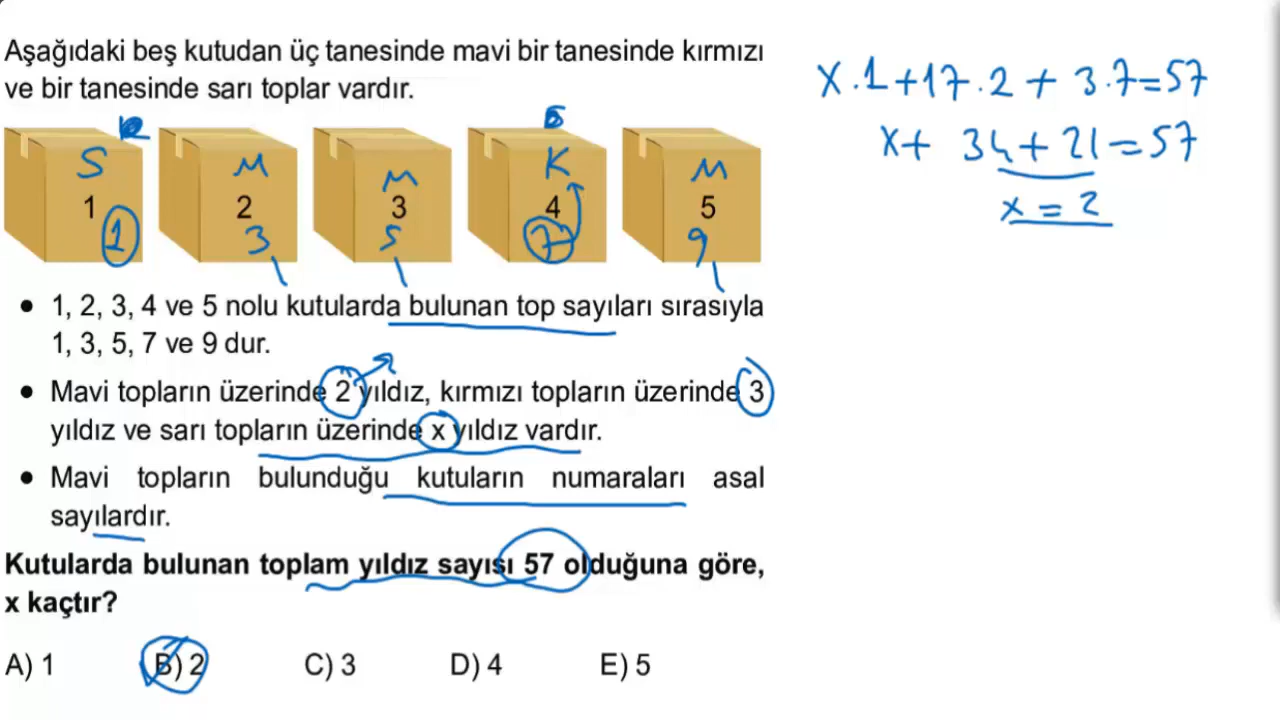 Aşağıdaki beş kutudan üç tanesinde mavi bir tanesinde kırmızı
ve bir tanesinde sarı toplar vardır.
S M M K M
1 2 3 4 5
1 3 5 7 9
• 1, 2, 3, 4 ve 5 nolu kutularda bulunan top sayıları sırasıyla
1, 3, 5, 7 ve 9 dur.
• Mavi topların üzerinde 2 yıldız, kırmızı topların üzerinde 3
yıldız ve sarı topların üzerinde x yıldız vardır.
• Mavi topların bulunduğu kutuların numaraları asal
sayılardır.
Kutularda bulunan toplam yıldız sayısı 57 olduğuna göre,
x kaçtır?
A) 1 B) 2 C) 3 D) 4 E) 5
x.1+17.2+3.7=57
x+34+21=57
x=2